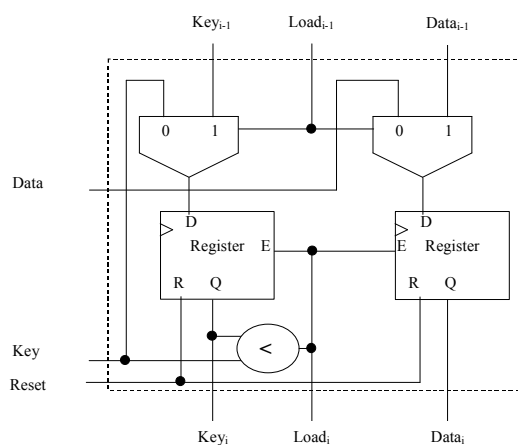 Keyi-1 Loadi-1 Datai-1
0 1 0 1
Data
D D
Register E E Register
R Q R Q
Key
<
Reset
Keyi Loadi Datai